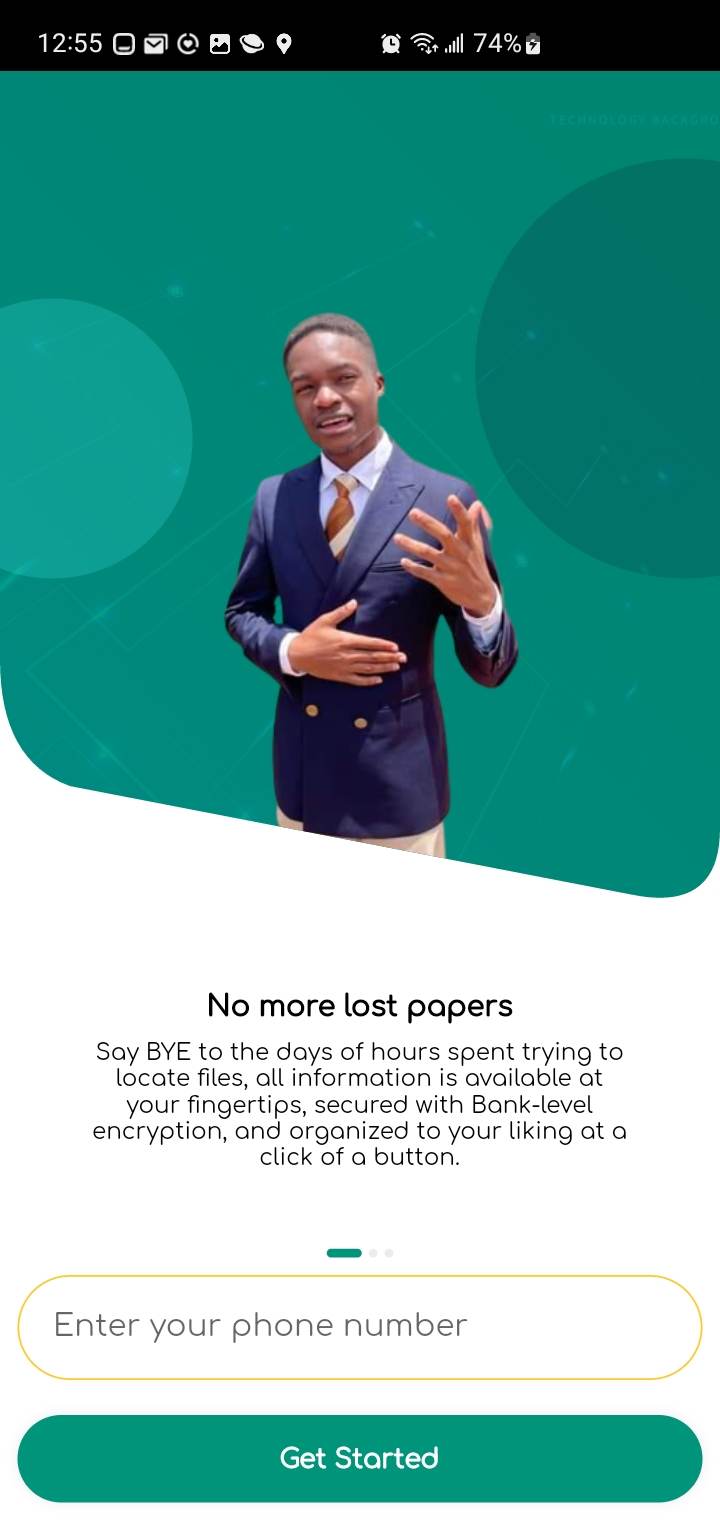 12:55
74%
TECHNOLOGY BACKGRO
No more lost papers
Say BYE to the days of hours spent trying to
locate files, all information is available at
your fingertips, secured with Bank-level
encryption, and organized to your liking at a
click of a button.
Enter your phone number
Get Started